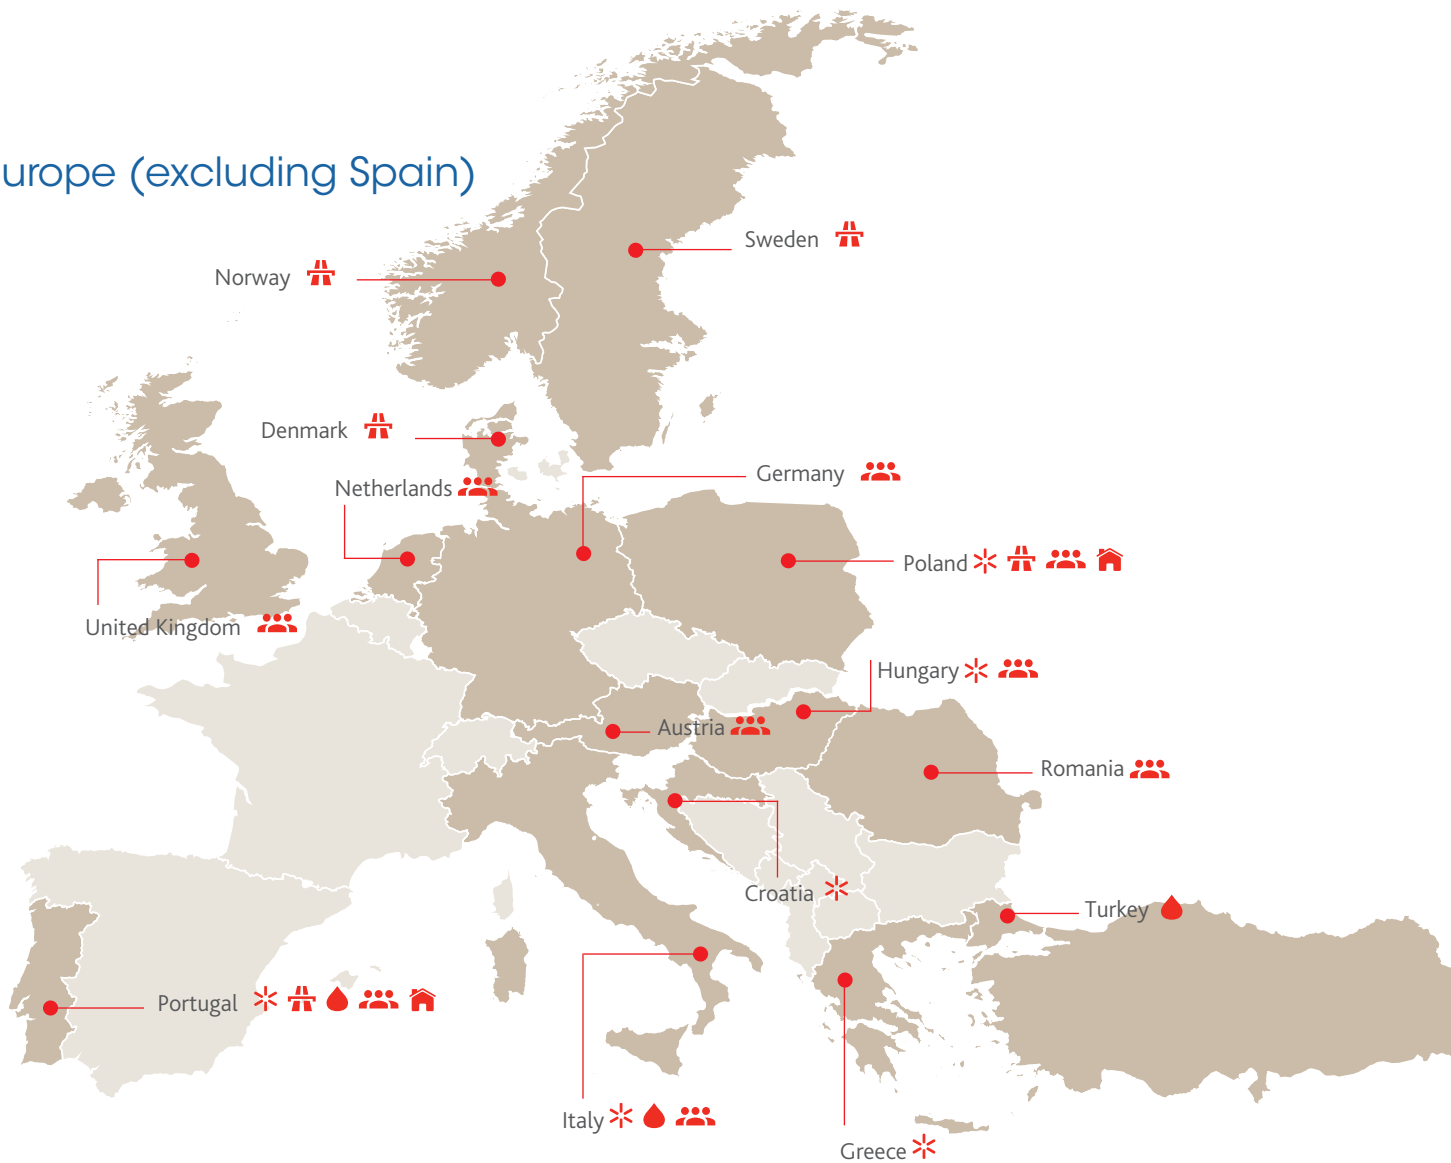 urope (excluding Spain)
Sweden
Norway
Denmark
Germany
Netherlands
Poland
United Kingdom
Hungary
Austria
Romania
Croatia
Turkey
Portugal
Italy
Greece